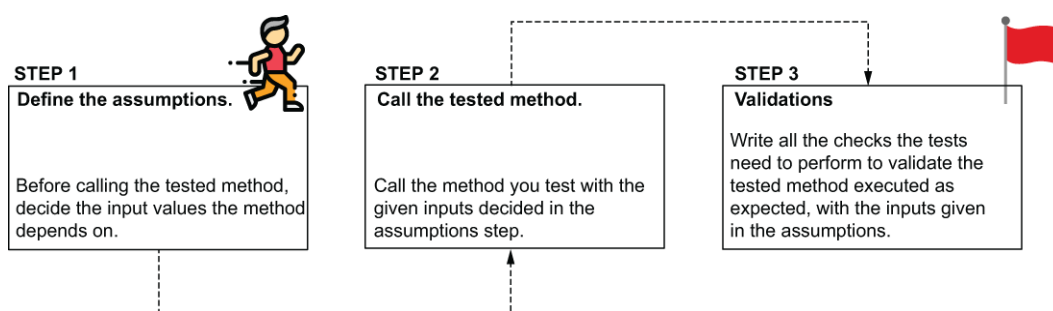 STEP 1
Define the assumptions.
Before calling the tested method,
decide the input values the method
depends on.
STEP 2
Call the tested method.
Call the method you test with the
given inputs decided in the
assumptions step.
STEP 3
Validations
Write all the checks the tests
need to perform to validate the
tested method executed as
expected, with the inputs given
in the assumptions.